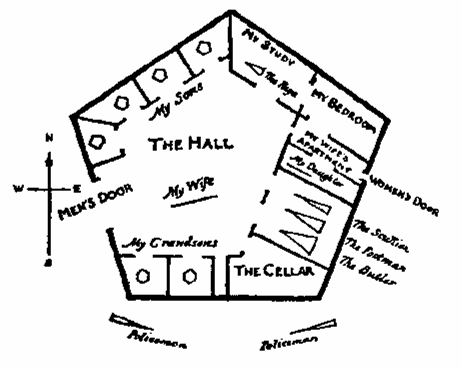 MY STUDY
The Page
MY BEDROOM
My Sons
THE HALL
MY WIFE'S
APARTMENT
My Daughter
WOMEN'S DOOR
N
W
E
S
MEN'S DOOR
My Wife
The Scullion
The Footman
The Butler
My Grandsons
THE CELLAR
Policeman
Policeman